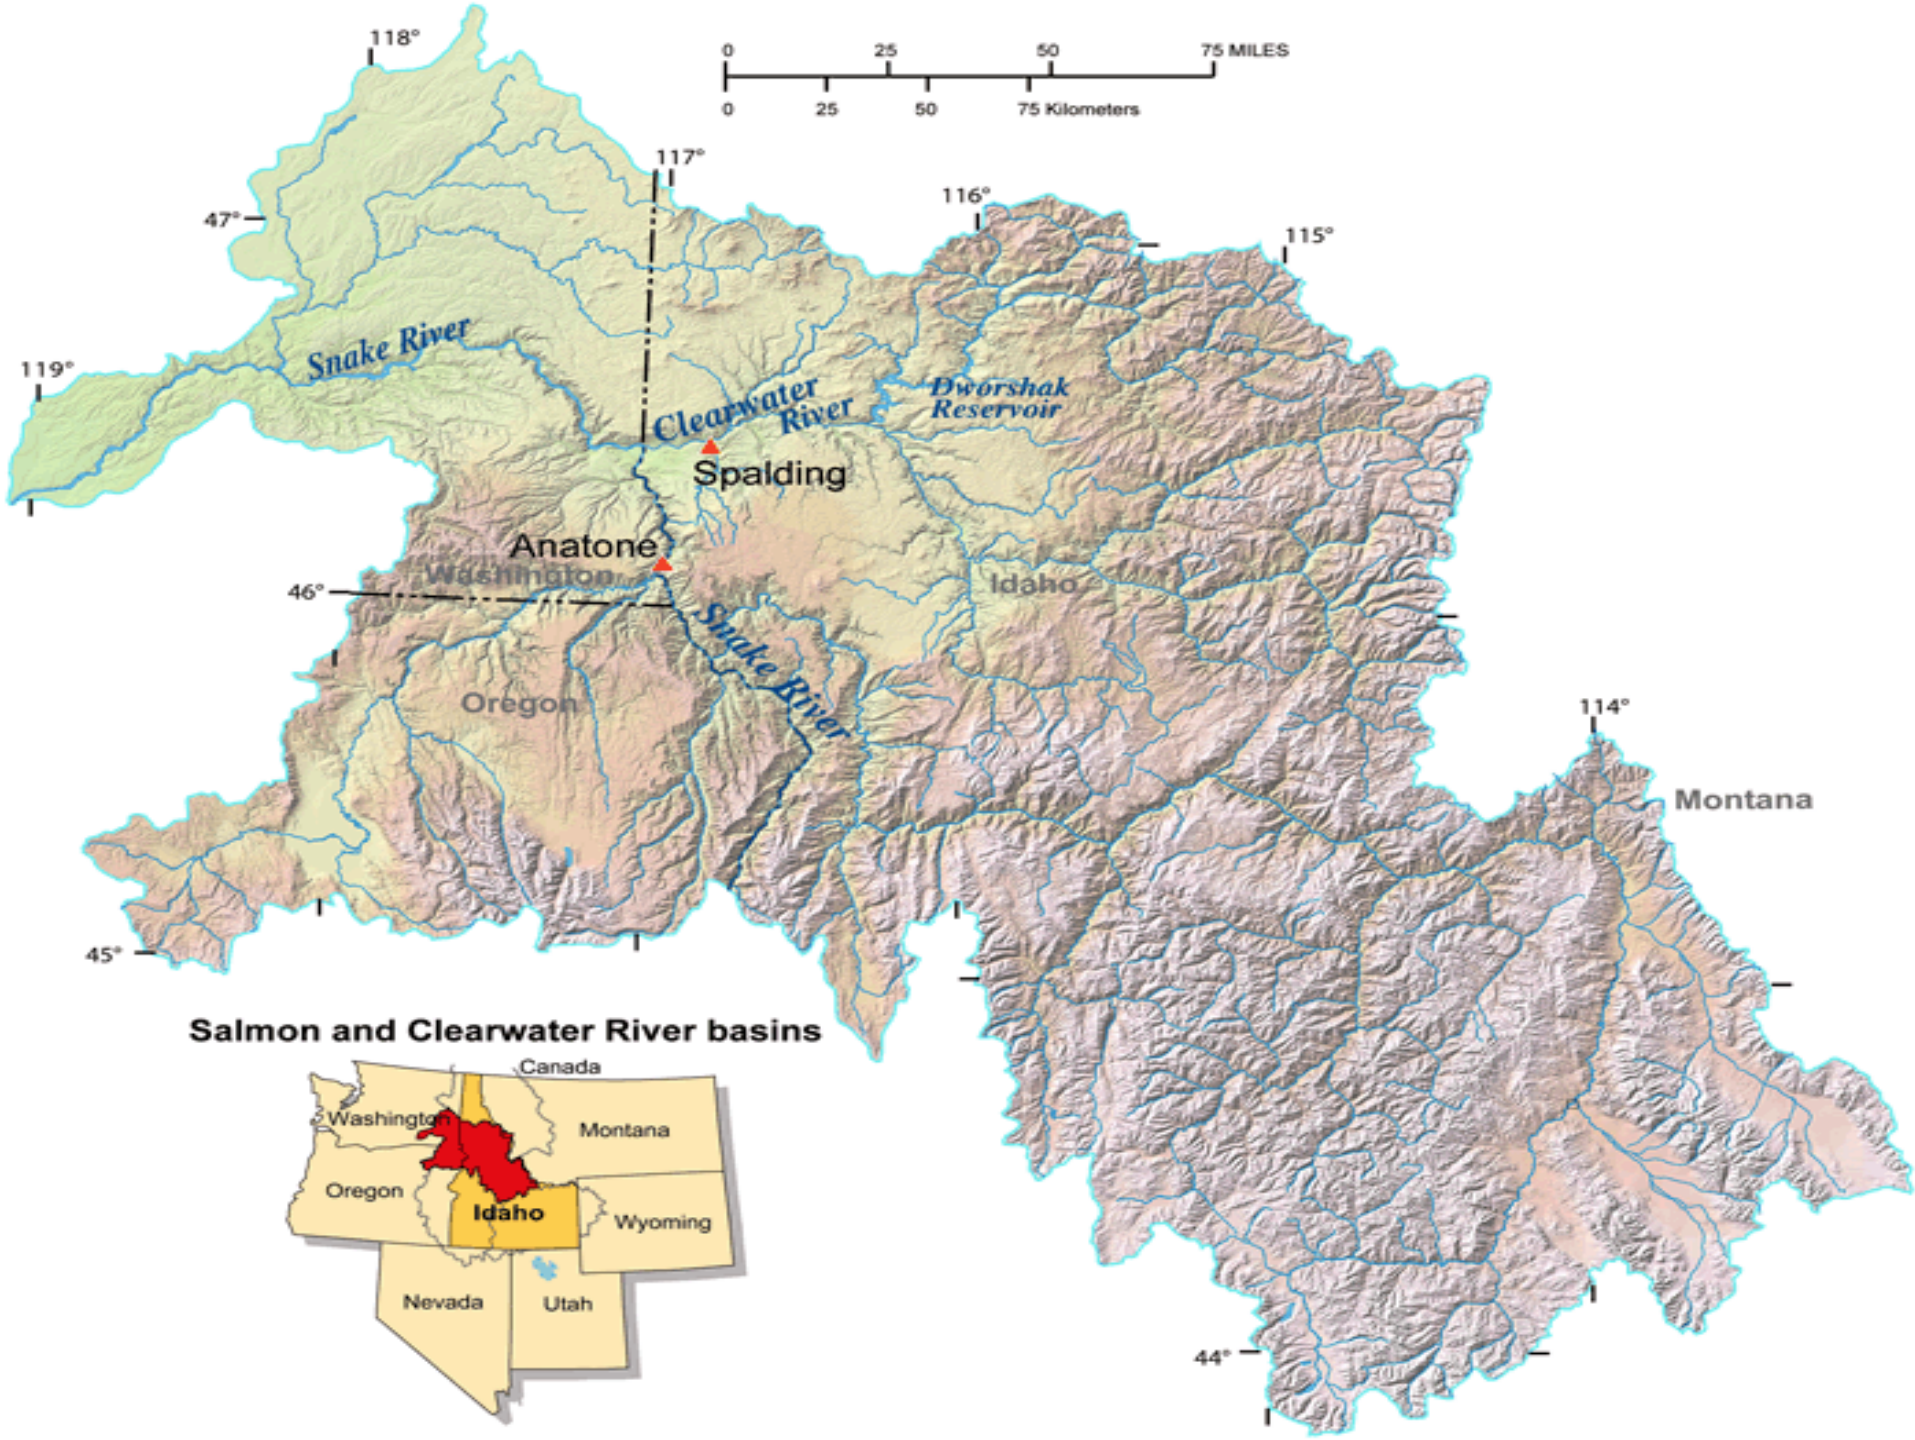 118°
0 25 50 75 MILES
0 25 50 75 Kilometers
117°
116°
47°
115°
Snake River
119°
Dworshak
Reservoir
Clearwater
River
Spalding
Anatone
Washington
Idaho
46°
Snake River
Oregon
114°
Montana
45°
Salmon and Clearwater River basins
Canada
Washington
Montana
Oregon
Idaho
Wyoming
Nevada
Utah
44°